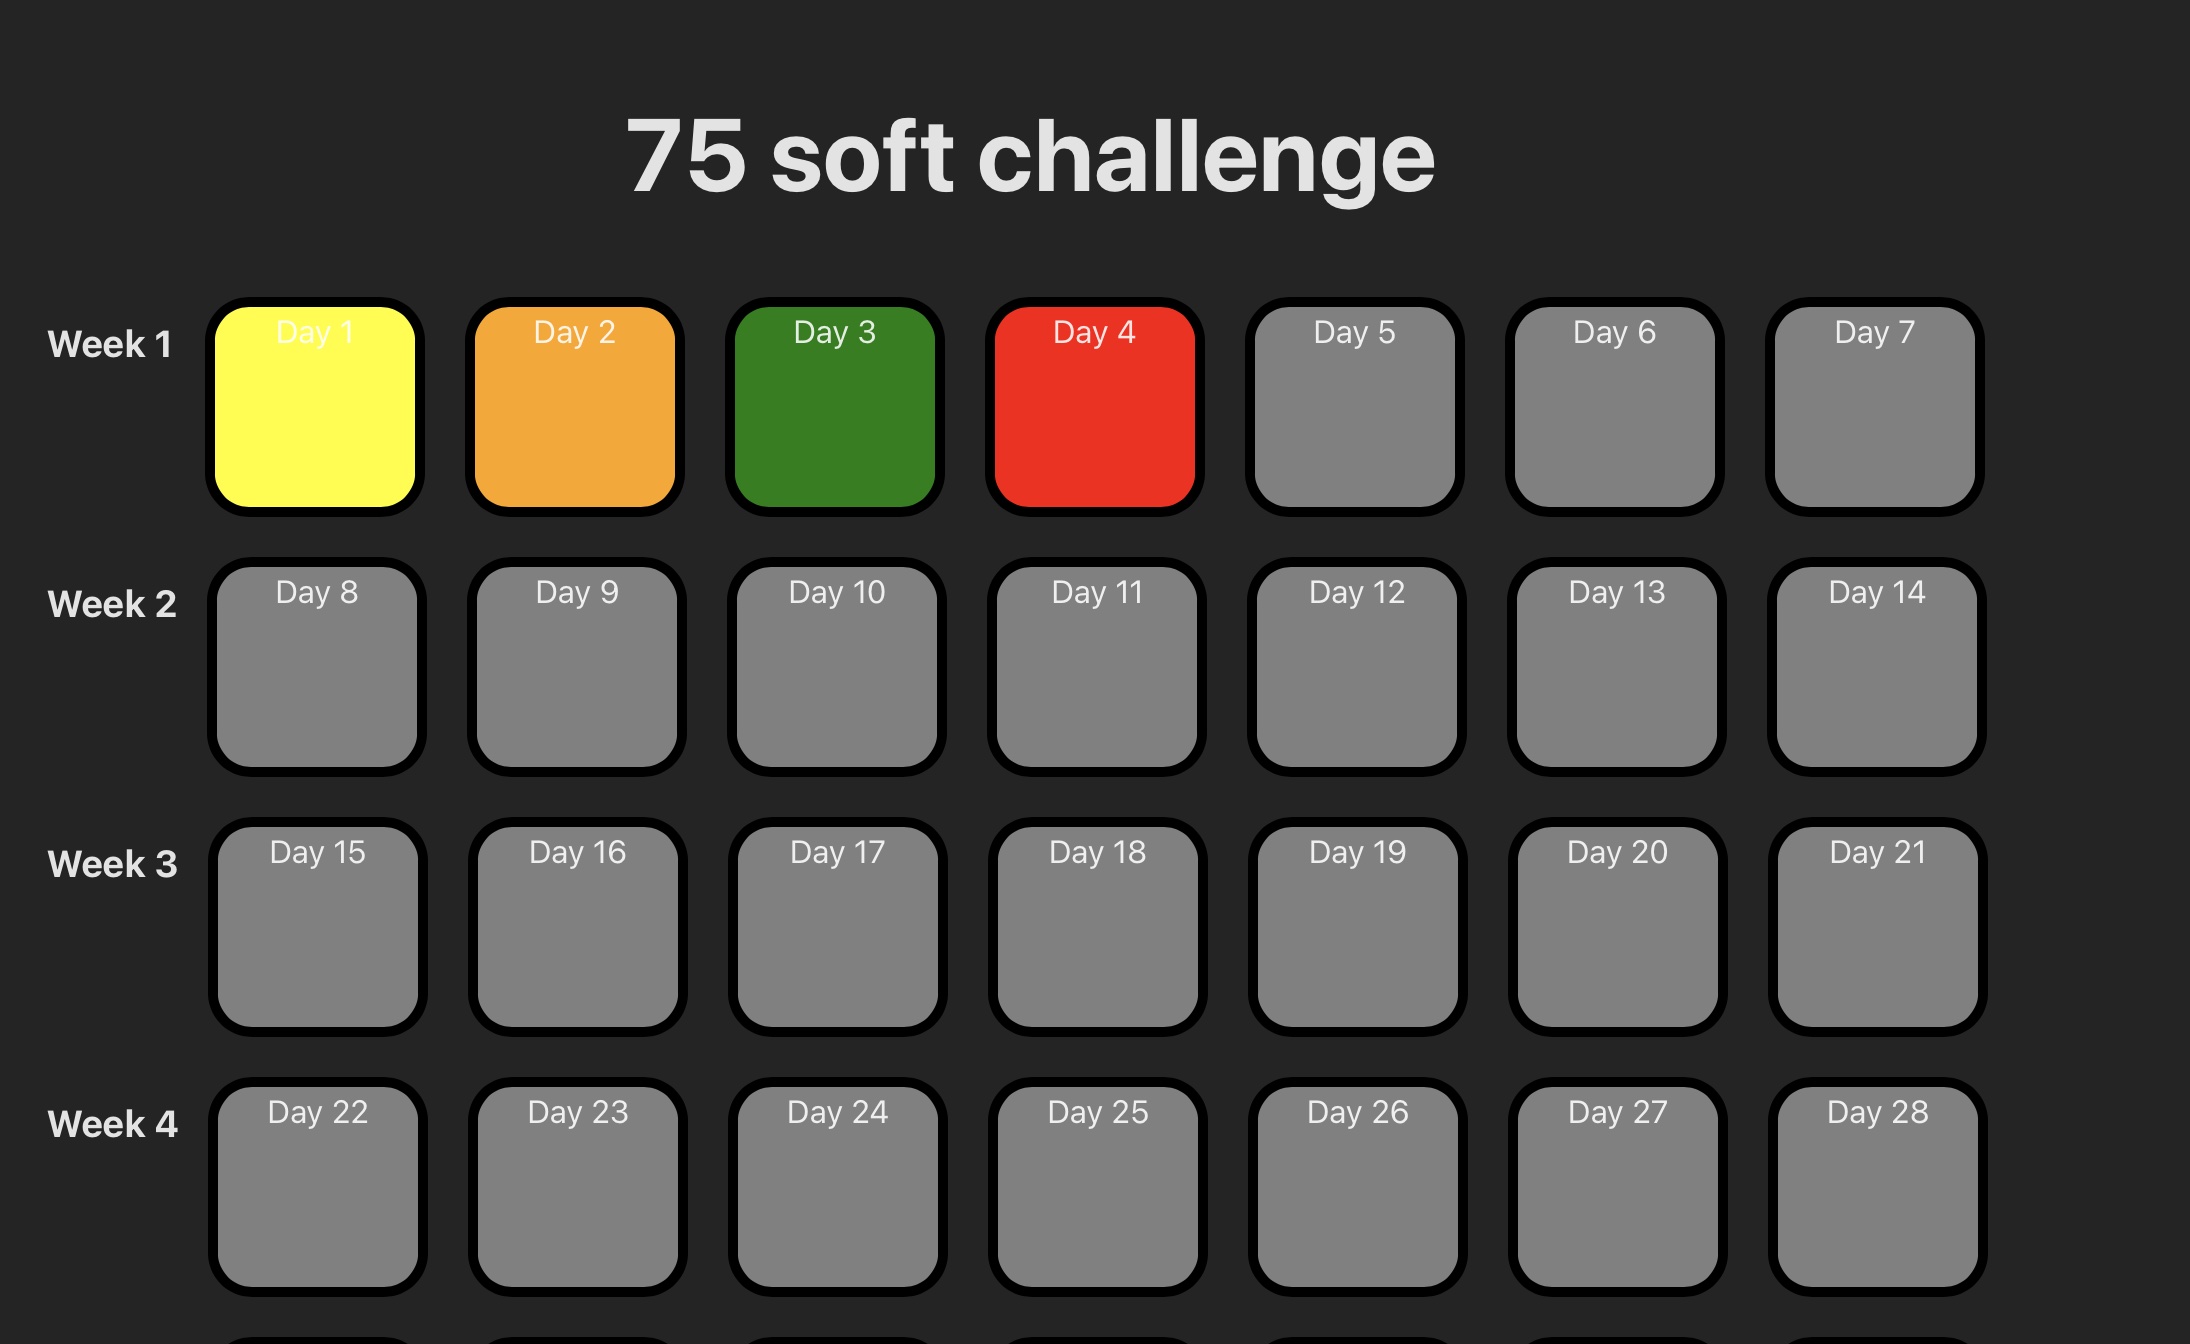 75 soft challenge
Week 1 Day 1 Day 2 Day 3 Day 4 Day 5 Day 6 Day 7
Week 2 Day 8 Day 9 Day 10 Day 11 Day 12 Day 13 Day 14
Week 3 Day 15 Day 16 Day 17 Day 18 Day 19 Day 20 Day 21
Week 4 Day 22 Day 23 Day 24 Day 25 Day 26 Day 27 Day 28